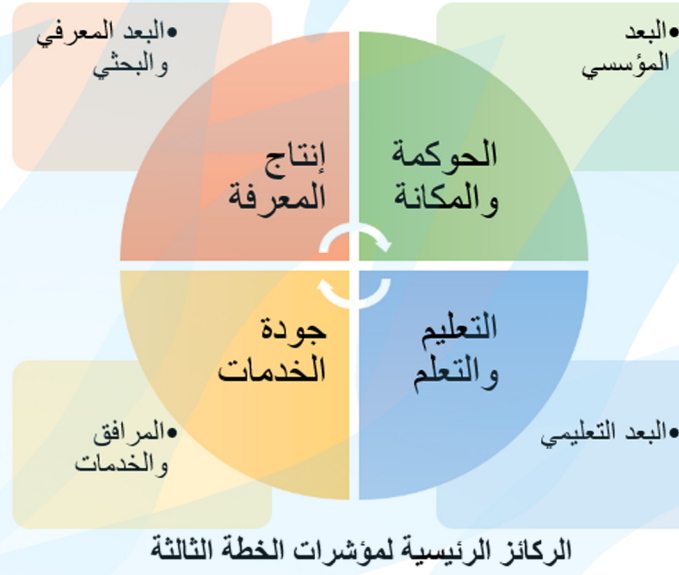 •البعد
المؤسسي
•البعد المعرفي
والبحثي
الحوكمة
والمكانة
إنتاج
المعرفة
التعليم
والتعلم
جودة
الخدمات
•البعد التعليمي
•المرافق
والخدمات
الركائز الرئيسية لمؤشرات الخطة الثالثة